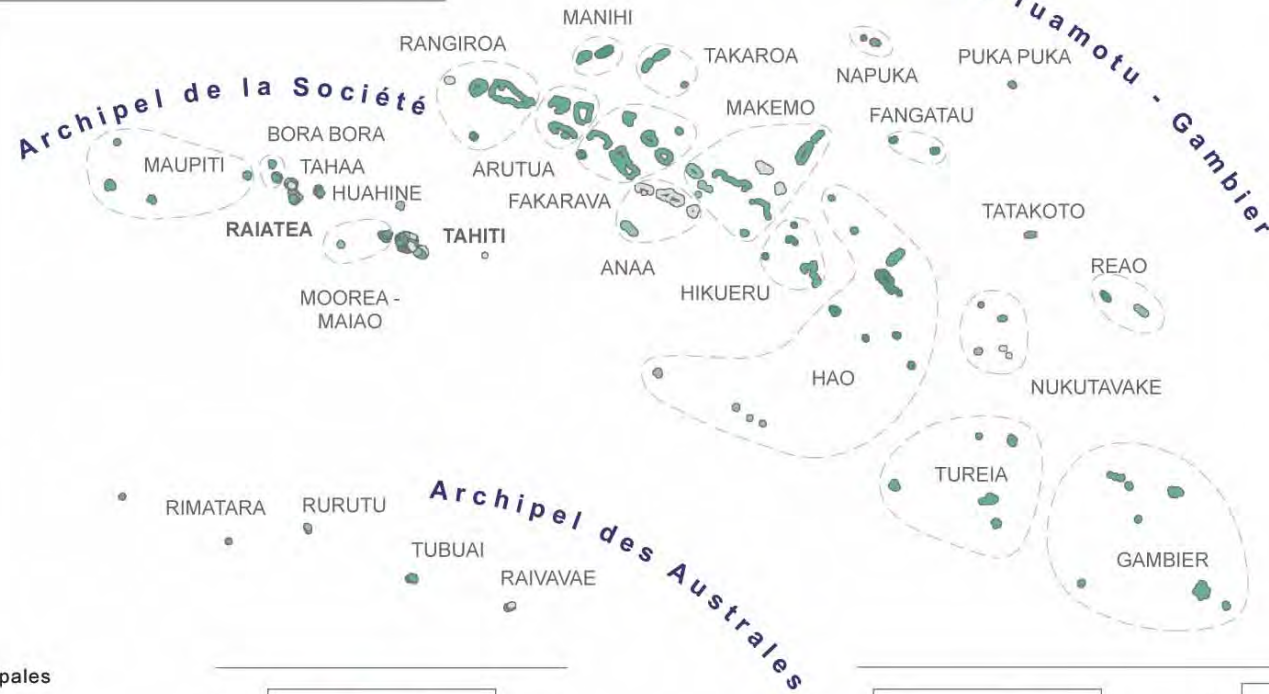 MANIHI
RANGIROA
TAKAROA
NAPUKA
PUKA PUKA
Tuamotu - Gambier
Archipel de la Société
MAKEMO
FANGATAU
BORA BORA
MAUPITI
TAHAA
ARUTUA
HUAHINE
FAKARAVA
TATAKOTO
RAIATEA
TAHITI
ANAA
REAO
HIKUERU
MOOREA -
MAIAO
HAO
NUKUTAVAKE
TUREIA
Archipel des Australes
RIMATARA
RURUTU
TUBUAI
GAMBIER
RAIVAVAE
pales